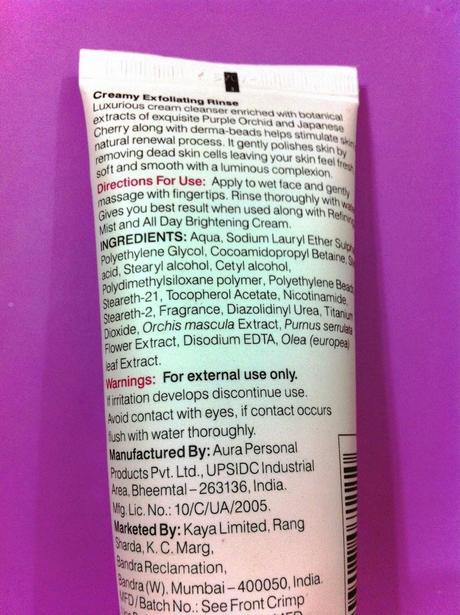 Creamy Exfoliating Rinse
Luxurious cream cleanser enriched with botanical
extracts of exquisite Purple Orchid and Japanese
Cherry along with derma-beads helps stimulate skin
natural renewal process. It gently polishes skin by
removing dead skin cells leaving your skin feel fresh
soft and smooth with a luminous complexion.
Directions For Use: Apply to wet face and gently
massage with fingertips. Rinse thoroughly with water
Gives you best result when used along with Refining
Mist and All Day Brightening Cream.
INGREDIENTS: Aqua, Sodium Lauryl Ether Sulph
Polyethylene Glycol, Cocoamidopropyl Betaine, St
acid, Stearyl alcohol, Cetyl alcohol,
Polydimethylsiloxane polymer, Polyethylene Beads
Steareth-21, Tocopherol Acetate, Nicotinamide,
Steareth-2, Fragrance, Diazolidinyl Urea, Titanium
Dioxide, Orchis mascula Extract, Purnus serrulata
Flower Extract, Disodium EDTA, Olea (europea)
leaf Extract.
Warnings: For external use only.
If irritation develops discontinue use.
Avoid contact with eyes, if contact occurs
flush with water thoroughly.
Manufactured By: Aura Personal
Products Pvt. Ltd., UPSIDC Industrial
Area, Bheemtal – 263136, India.
Mfg. Lic. No.: 10/C/UA/2005.
Marketed By: Kaya Limited, Rang
Sharda, K. C. Marg,
Bandra Reclamation,
Bandra (W). Mumbai – 400050, India.
MFD / Batch No.: See Front Crimp